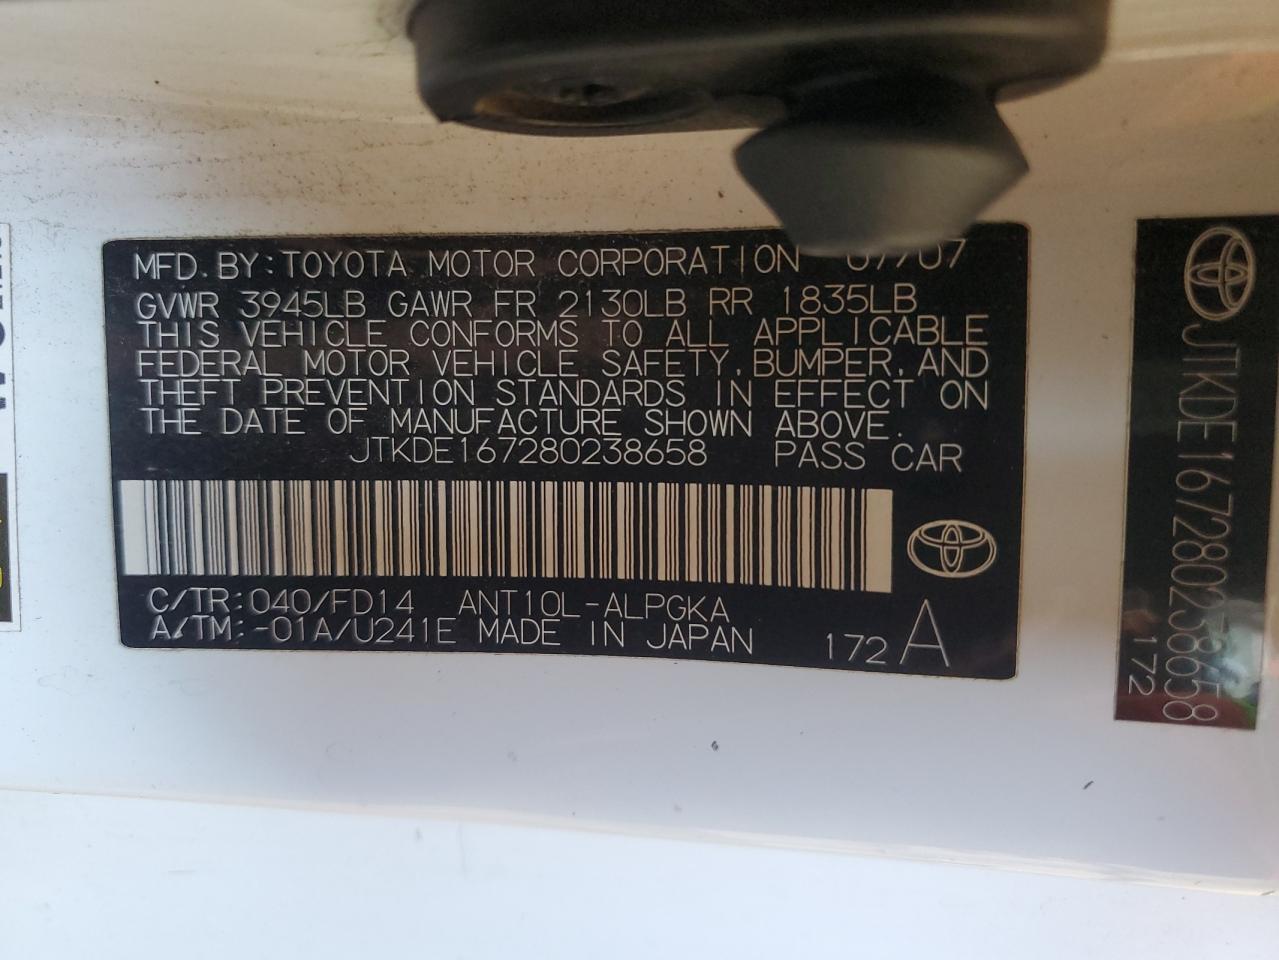 MFD. BY: TOYOTA MOTOR CORPORATION
GVWR 3945LB GAWR FR 2130LB RR 1835LB
THIS VEHICLE CONFORMS TO ALL APPLICABLE
FEDERAL MOTOR VEHICLE SAFETY, BUMPER, AND
THEFT PREVENTION STANDARDS IN EFFECT ON
THE DATE OF MANUFACTURE SHOWN ABOVE.
JTKDE167280238658 PASS CAR
C/TR: 040/FD14 ANT10L-ALPGKA
A/TM: -01A/U241E MADE IN JAPAN 172 A
JTKDE167280238658
172